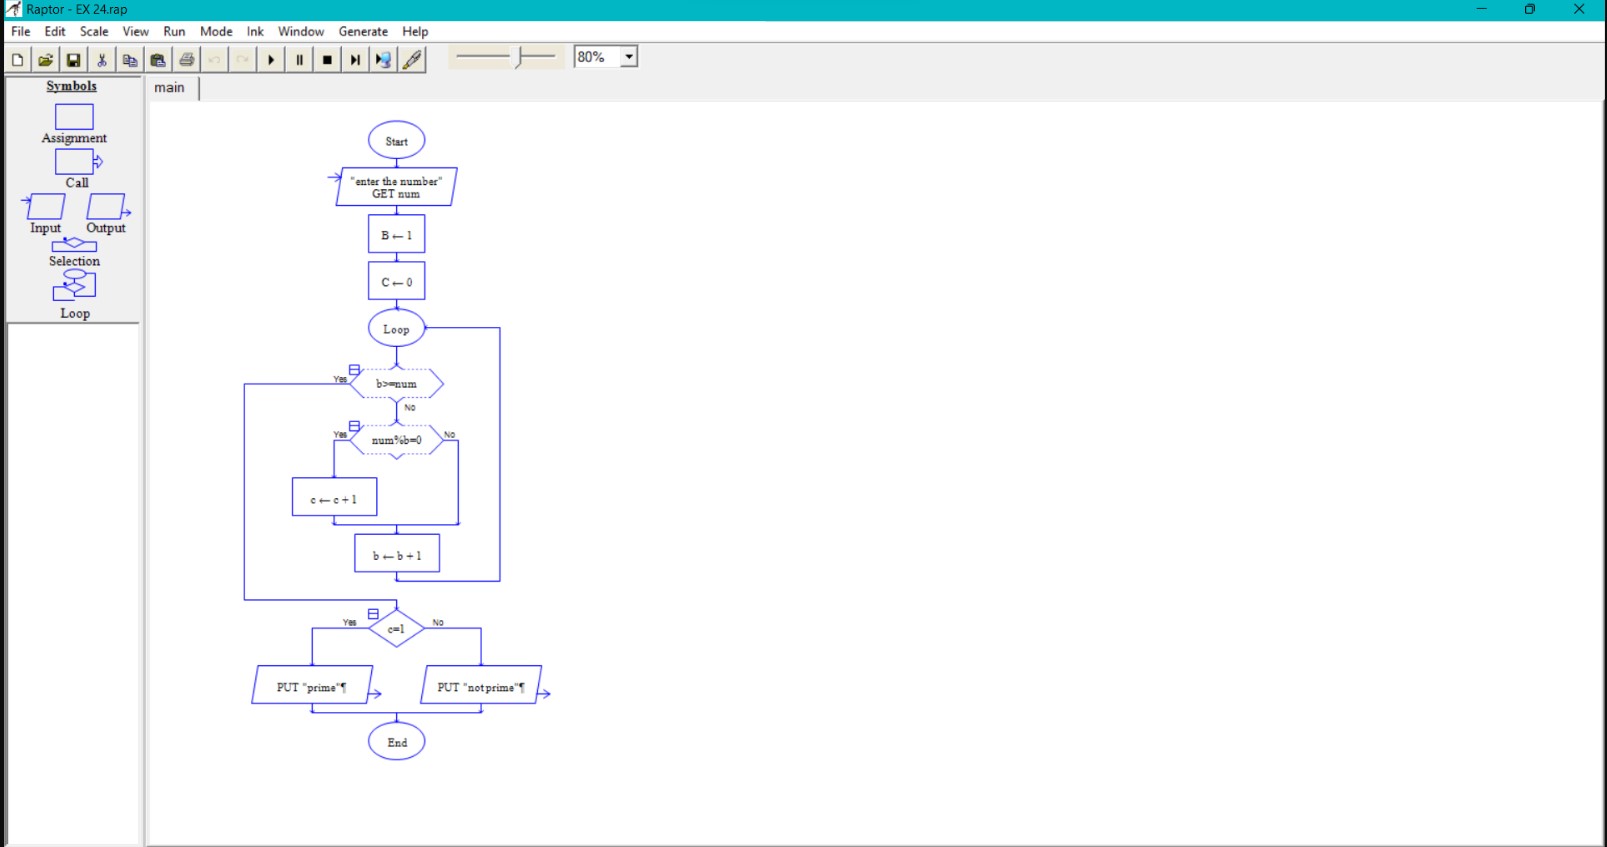 Raptor - EX 24.rap
File Edit Scale View Run Mode Ink Window Generate Help
80%
Symbols
Assignment
Call
Input Output
Selection
Loop
main
Start
"enter the number"
GET num
B ← 1
C ← 0
Loop
Yes b>=num
No
Yes num%b=0 No
c ← c + 1
b ← b + 1
Yes c=1 No
PUT "prime"¶ PUT "not prime"¶
End